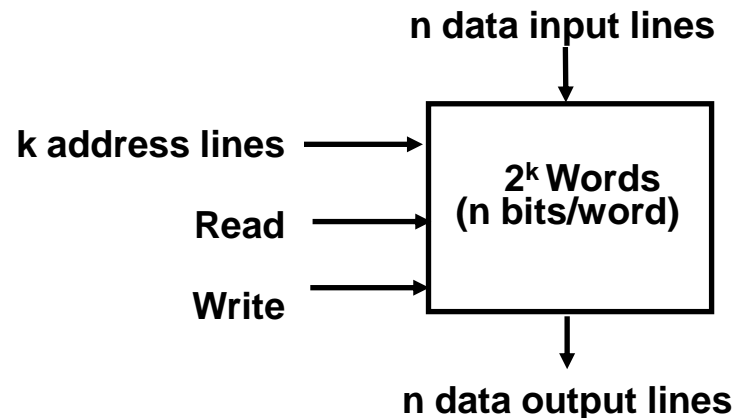 n data input lines
k address lines
2ᵏ Words
(n bits/word)
Read
Write
n data output lines